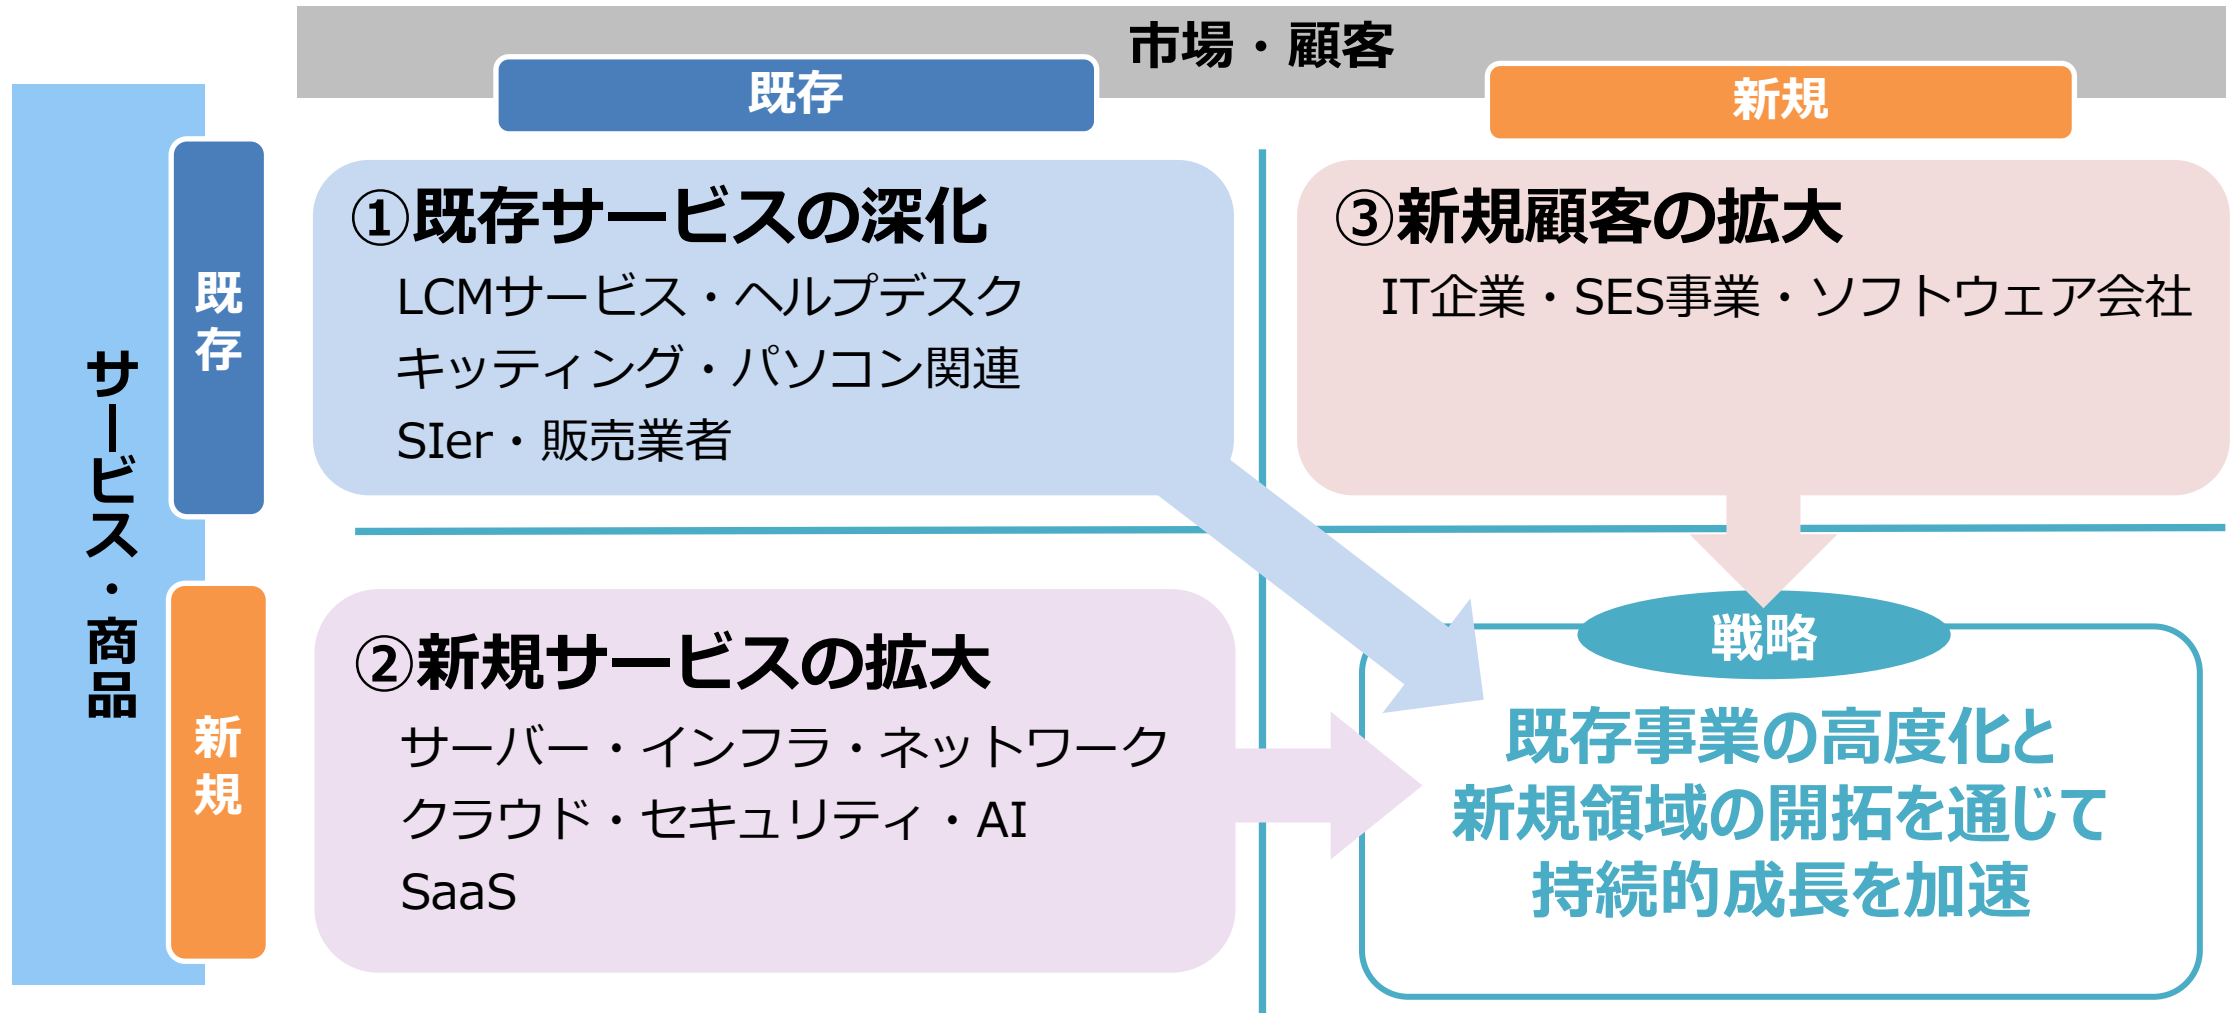 市場・顧客
既存
新規
サービス・商品
既存
①既存サービスの深化
LCMサービス・ヘルプデスク
キッティング・パソコン関連
SIer・販売業者
③新規顧客の拡大
IT企業・SES事業・ソフトウェア会社
新規
②新規サービスの拡大
サーバー・インフラ・ネットワーク
クラウド・セキュリティ・AI
SaaS
戦略
既存事業の高度化と
新規領域の開拓を通じて
持続的成長を加速